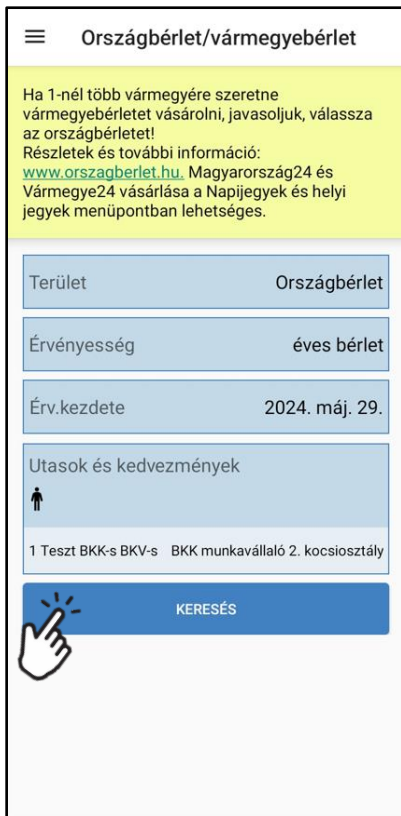 Országbérlet/vármegyebérlet
Ha 1-nél több vármegyére szeretne
vármegyebérletet vásárolni, javasoljuk, válassza
az országbérletet!
Részletek és további információ:
www.orszagberlet.hu. Magyarország24 és
Vármegye24 vásárlása a Napijegyek és helyi
jegyek menüpontban lehetséges.
Terület Országbérlet
Érvényesség éves bérlet
Érv.kezdete 2024. máj. 29.
Utasok és kedvezmények
1 Teszt BKK-s BKV-s BKK munkavállaló 2. kocsiosztály
KERESÉS